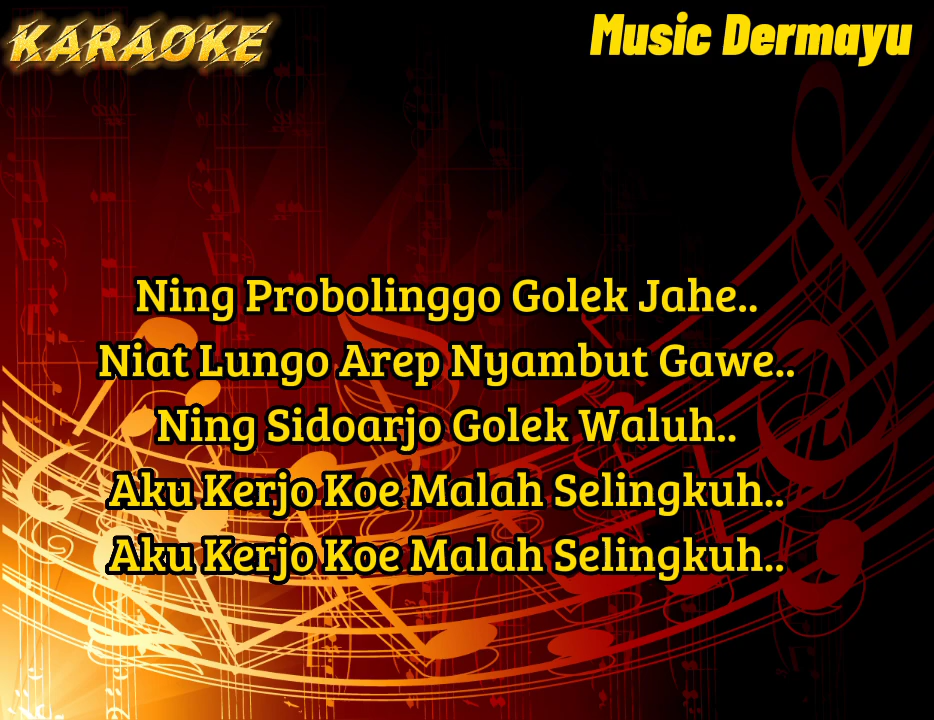 KARAOKE
Music Dermayu
Ning Probolinggo Golek Jahe..
Niat Lungo Arep Nyambut Gawe..
Ning Sidoarjo Golek Waluh..
Aku Kerjo Koe Malah Selingkuh..
Aku Kerjo Koe Malah Selingkuh..